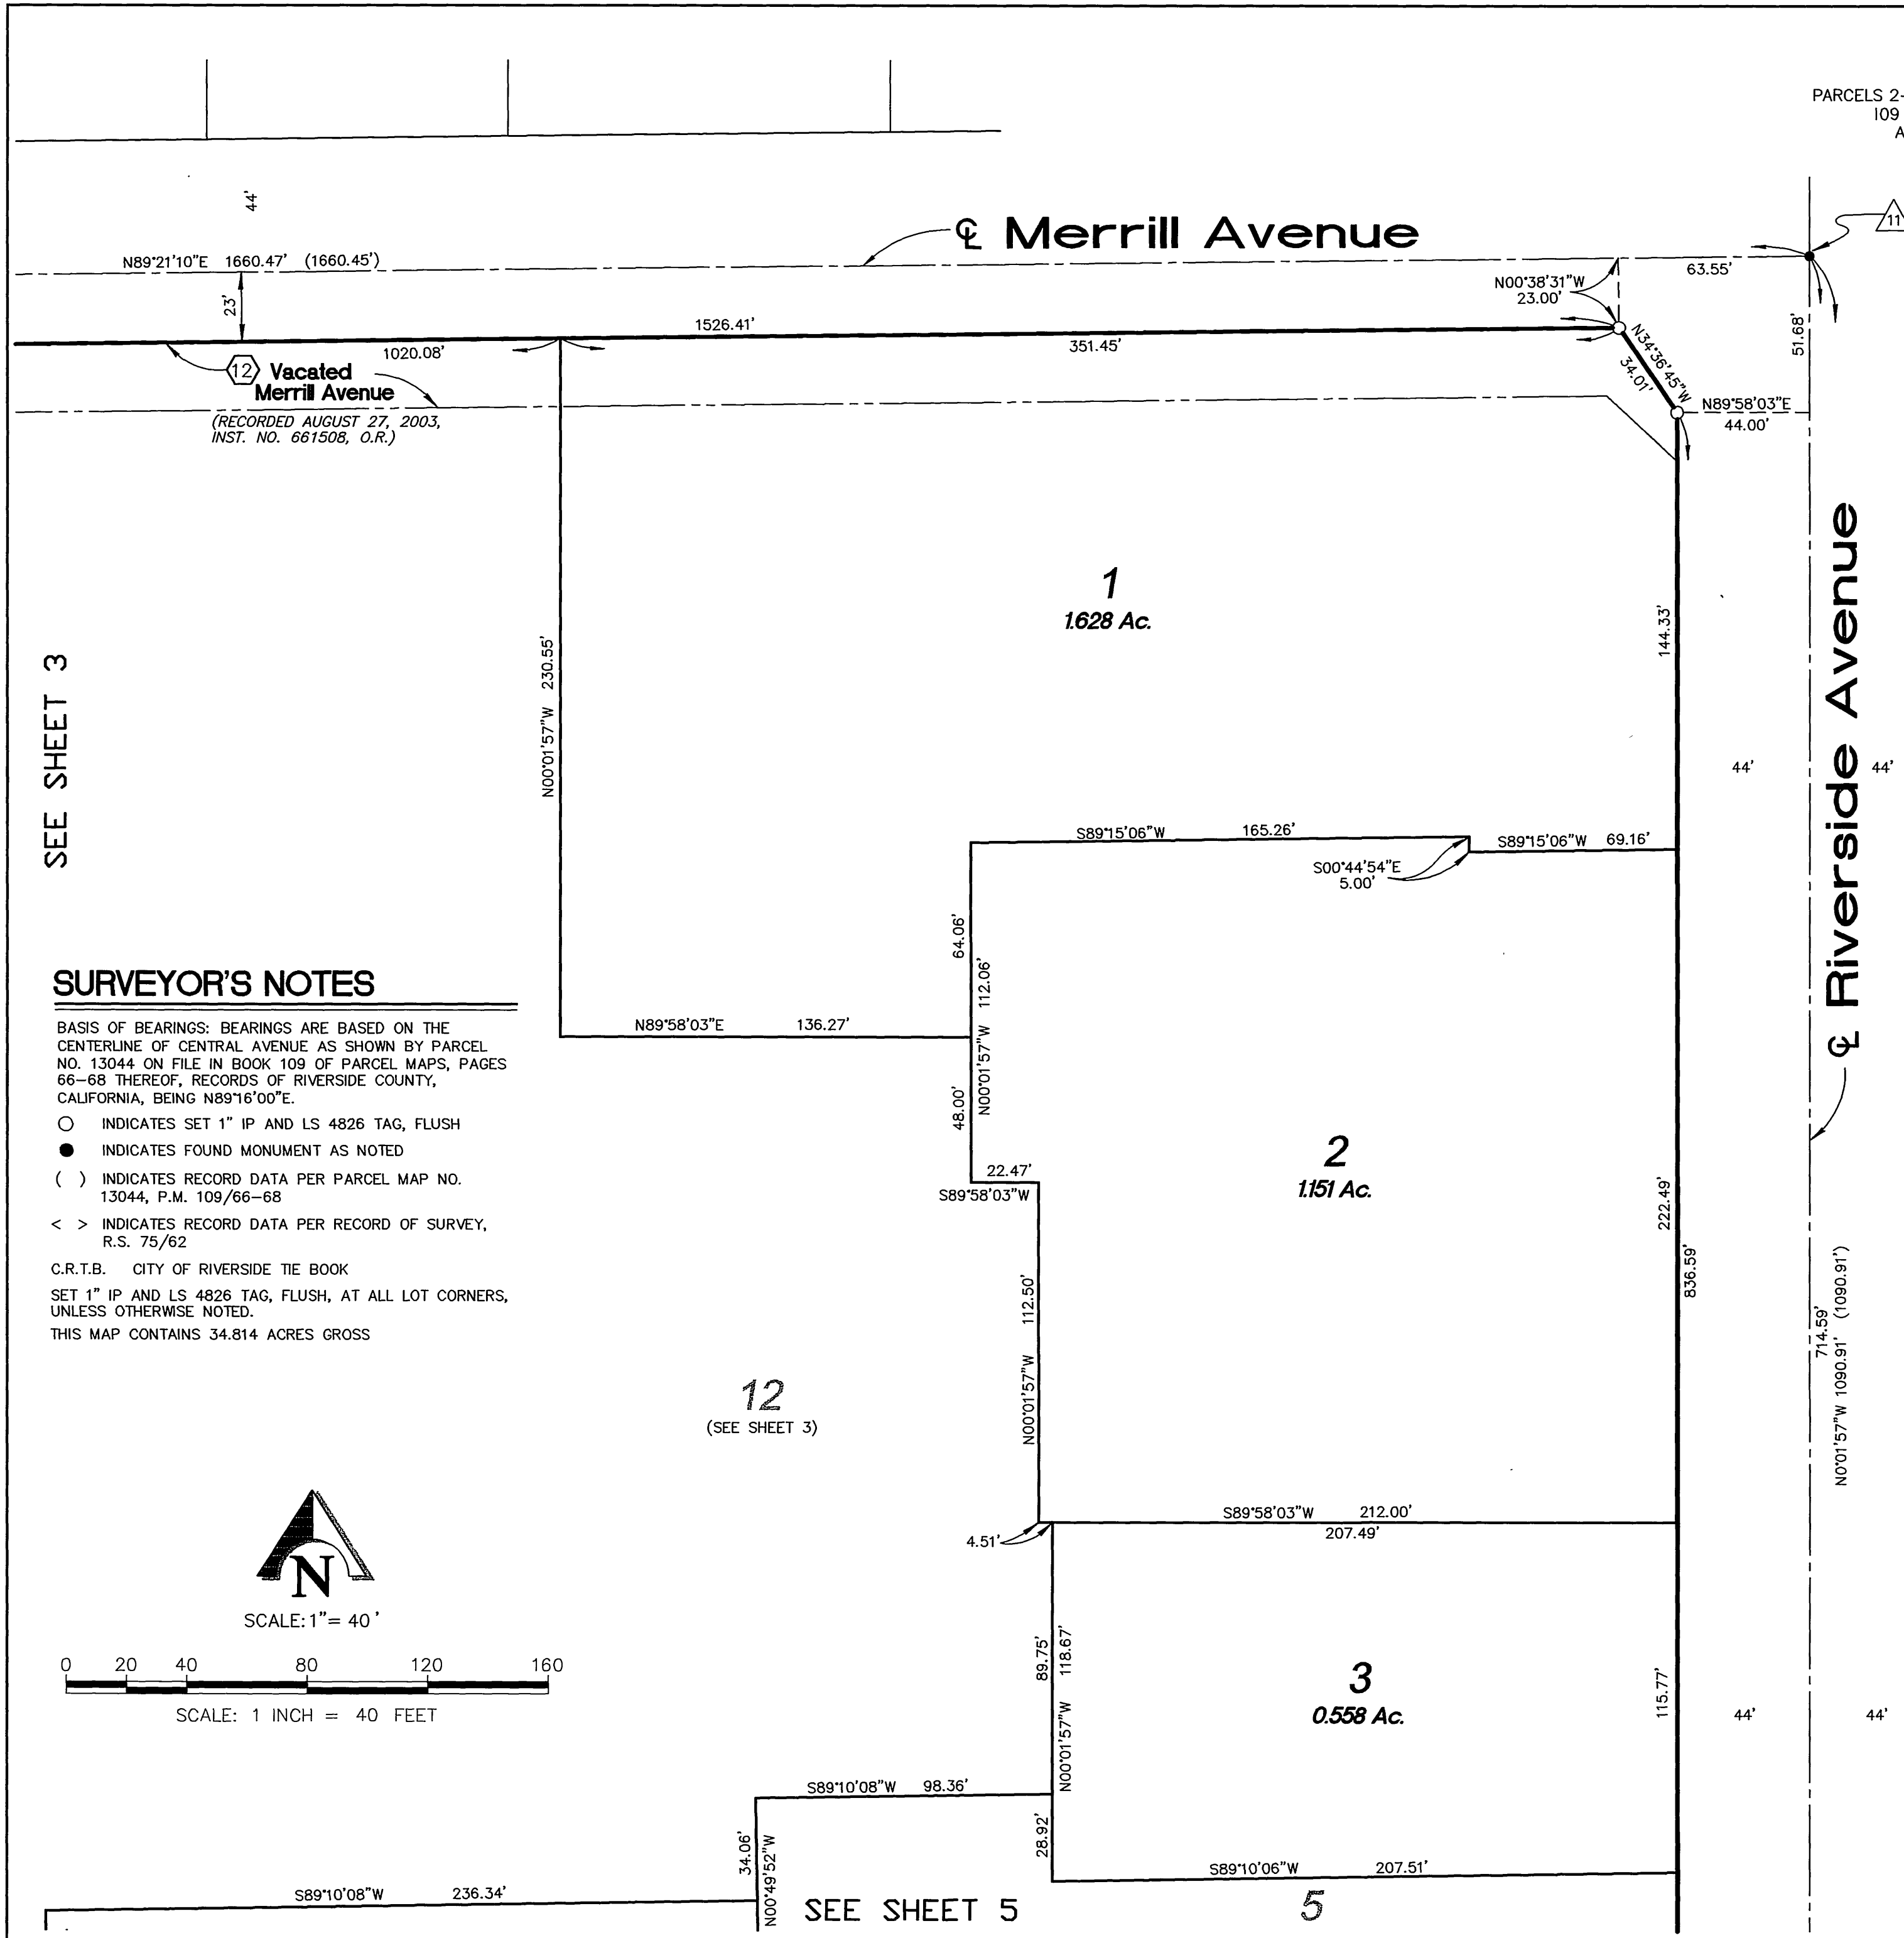 PARCELS 2-
109
A
44'
℄ Merrill Avenue
11
N89°21'10"E 1660.47' (1660.45')
63.55'
N00°38'31"W
23.00'
23'
1526.41'
1020.08'
351.45'
N34°36'45"W
34.01'
51.68'
12
Vacated
Merrill Avenue
(RECORDED AUGUST 27, 2003,
INST. NO. 661508, O.R.)
N89°58'03"E
44.00'
1
1.628 Ac.
144.33'
N00°01'57"W 230.55'
SEE SHEET 3
44'
44'
℄ Riverside Avenue
S89°15'06"W 165.26'
S89°15'06"W 69.16'
S00°44'54"E
5.00'
64.06'
N00°01'57"W 112.06'
N89°58'03"E 136.27'
48.00'
22.47'
S89°58'03"W
SURVEYOR'S NOTES
BASIS OF BEARINGS: BEARINGS ARE BASED ON THE
CENTERLINE OF CENTRAL AVENUE AS SHOWN BY PARCEL
NO. 13044 ON FILE IN BOOK 109 OF PARCEL MAPS, PAGES
66-68 THEREOF, RECORDS OF RIVERSIDE COUNTY,
CALIFORNIA, BEING N89°16'00"E.
INDICATES SET 1" IP AND LS 4826 TAG, FLUSH
INDICATES FOUND MONUMENT AS NOTED
( ) INDICATES RECORD DATA PER PARCEL MAP NO.
13044, P.M. 109/66-68
< > INDICATES RECORD DATA PER RECORD OF SURVEY,
R.S. 75/62
C.R.T.B. CITY OF RIVERSIDE TIE BOOK
SET 1" IP AND LS 4826 TAG, FLUSH, AT ALL LOT CORNERS,
UNLESS OTHERWISE NOTED.
THIS MAP CONTAINS 34.814 ACRES GROSS
2
1.151 Ac.
222.49'
836.59'
714.59'
N0°01'57"W 1090.91' (1090.91')
N00°01'57"W 112.50'
12
(SEE SHEET 3)
S89°58'03"W 212.00'
207.49'
4.51'
N
SCALE: 1"= 40'
0 20 40 80 120 160
SCALE: 1 INCH = 40 FEET
89.75'
N00°01'57"W 118.67'
3
0.558 Ac.
115.77'
44'
44'
S89°10'08"W 98.36'
28.92'
34.06'
N00°49'52"W
S89°10'06"W 207.51'
S89°10'08"W 236.34'
SEE SHEET 5
5